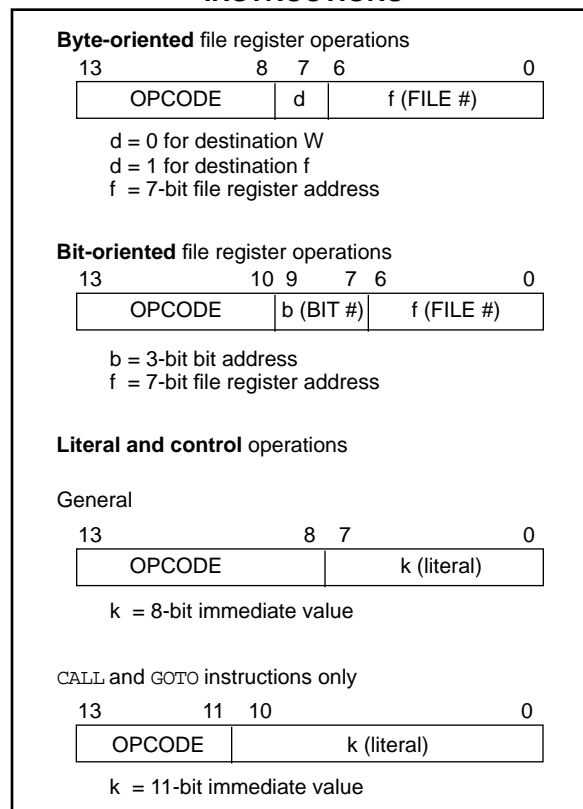 Byte-oriented file register operations
13 8 7 6 0
OPCODE d f (FILE #)
d = 0 for destination W
d = 1 for destination f
f = 7-bit file register address
Bit-oriented file register operations
13 10 9 7 6 0
OPCODE b (BIT #) f (FILE #)
b = 3-bit bit address
f = 7-bit file register address
Literal and control operations
General
13 8 7 0
OPCODE k (literal)
k = 8-bit immediate value
CALL and GOTO instructions only
13 11 10 0
OPCODE k (literal)
k = 11-bit immediate value